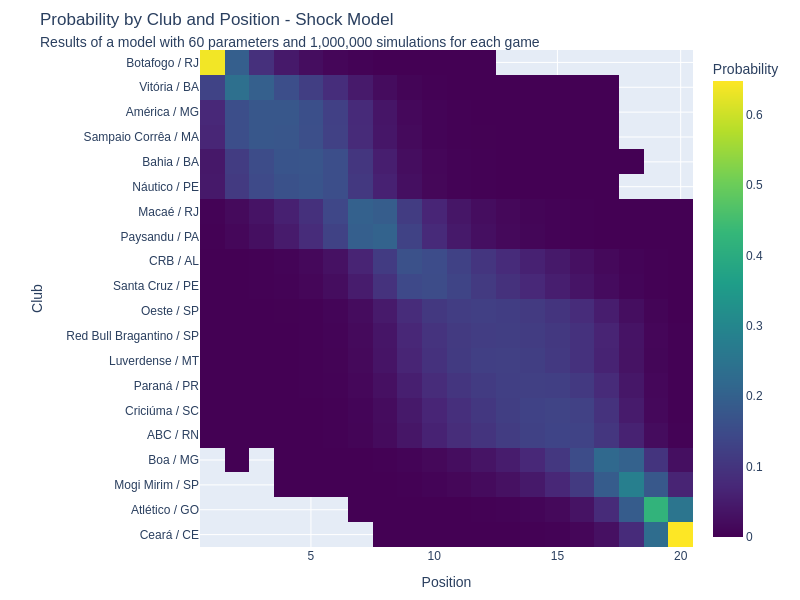 Probability by Club and Position - Shock Model
Results of a model with 60 parameters and 1,000,000 simulations for each game
Probability
Botafogo / RJ
Vitória / BA
América / MG
Sampaio Corrêa / MA
Bahia / BA
Náutico / PE
Macaé / RJ
Paysandu / PA
CRB / AL
Santa Cruz / PE
Oeste / SP
Red Bull Bragantino / SP
Luverdense / MT
Paraná / PR
Criciúma / SC
ABC / RN
Boa / MG
Mogi Mirim / SP
Atlético / GO
Ceará / CE
Club
0.6
0.5
0.4
0.3
0.2
0.1
0
5
10
15
20
Position